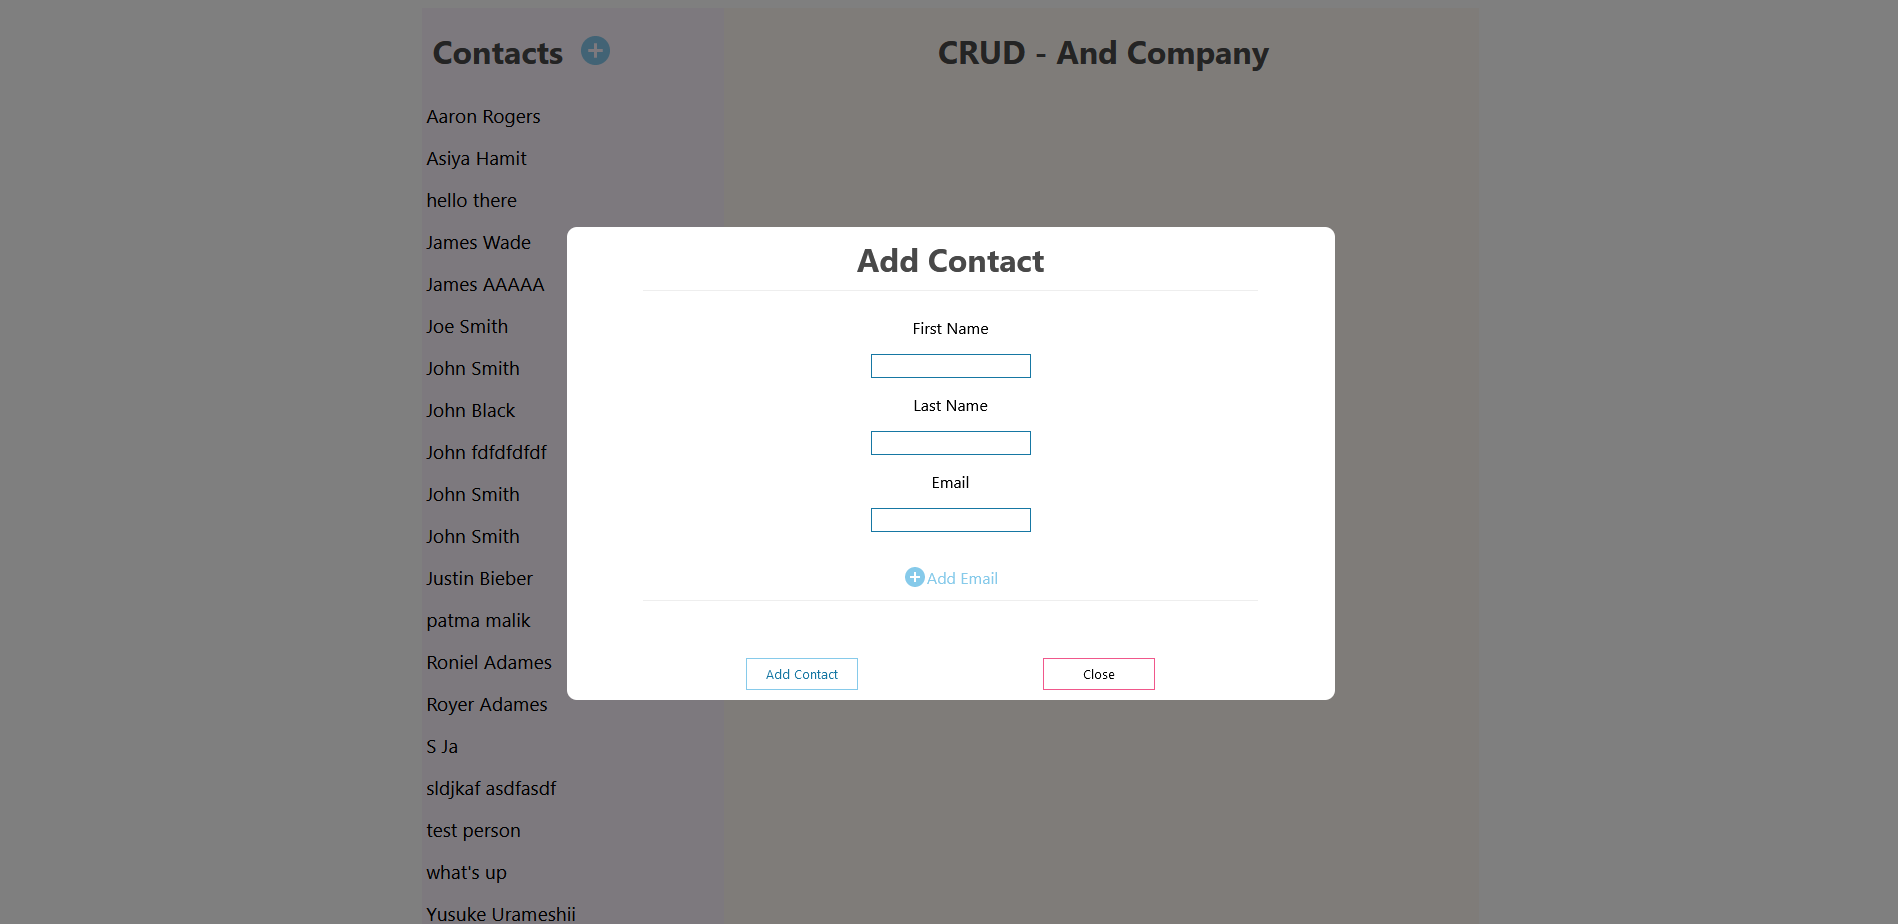 Contacts
CRUD - And Company
Aaron Rogers
Asiya Hamit
hello there
James Wade
James AAAAA
Joe Smith
John Smith
John Black
John fdfdfdfdf
John Smith
John Smith
Justin Bieber
patma malik
Roniel Adames
Royer Adames
S Ja
sldjkaf asdfasdf
test person
what's up
Yusuke Urameshii
Add Contact
First Name
Last Name
Email
Add Email
Add Contact
Close